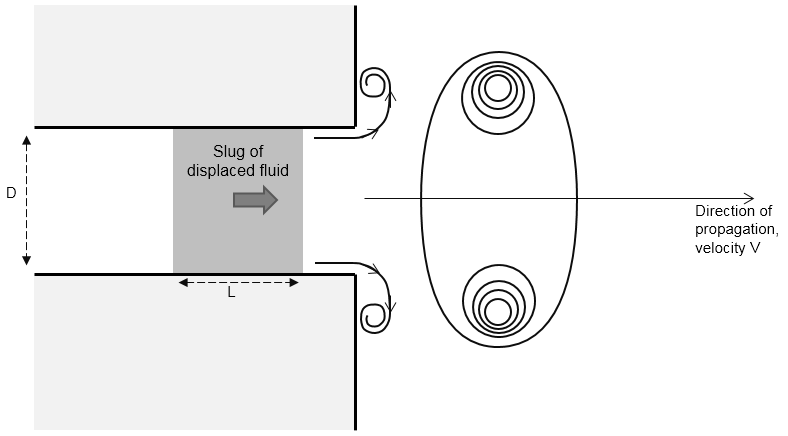 Slug of
displaced fluid
D
L
Direction of
propagation,
velocity V